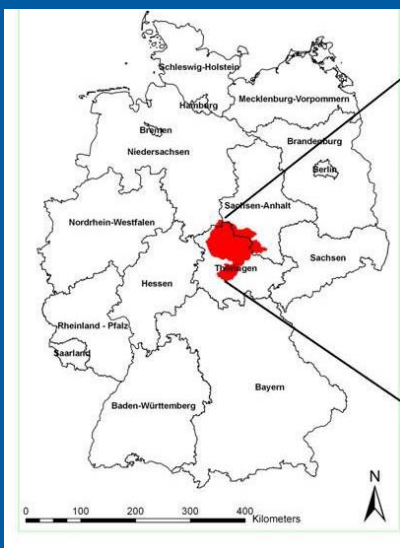 Schleswig-Holstein
Hamburg
Mecklenburg-Vorpommern
Bremen
Brandenburg
Niedersachsen
Berlin
Sachsen-Anhalt
Nordrhein-Westfalen
Sachsen
Thüringen
Hessen
Rheinland - Pfalz
Saarland
Bayern
Baden-Württemberg
N
0 50 100 200 300 400
Kilometers